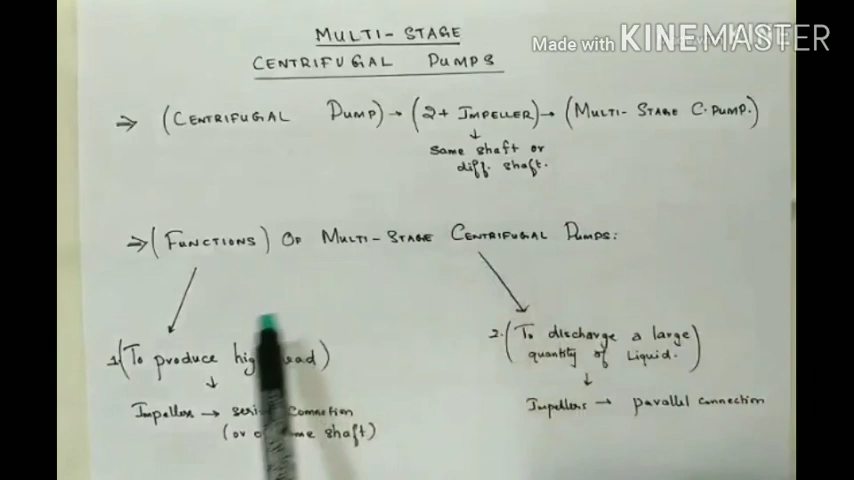 MULTI-STAGE
Made with KINEMASTER
CENTRIFUGAL PUMPS
⇒ (CENTRIFUGAL PUMP) → (2+ IMPELLER) → (MULTI-STAGE C.PUMP.)
↓
Same shaft or
diff. shaft.
⇒ (FUNCTIONS) OF MULTI-STAGE CENTRIFUGAL PUMPS:
1.(To produce
↓
Impellers →
shaft)
2.(To discharge a large
quantity of Liquid.)
↓
Impellers → parallel connection